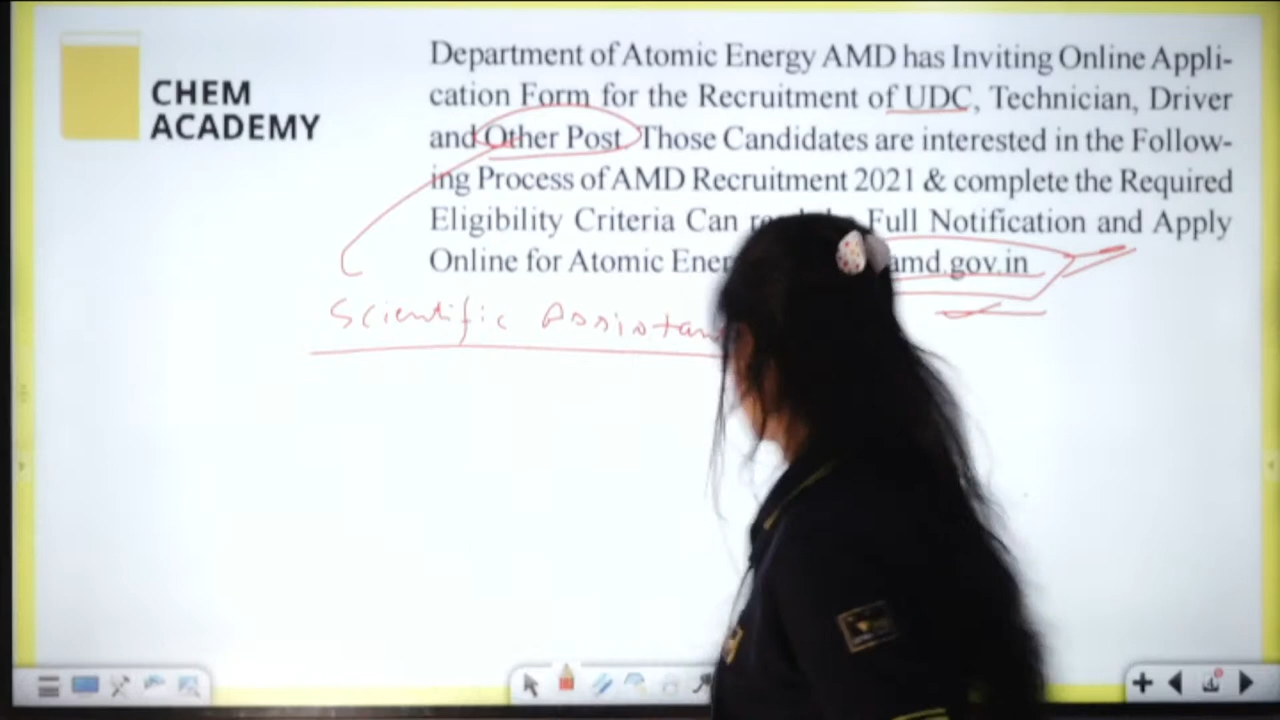 CHEM
ACADEMY
Department of Atomic Energy AMD has Inviting Online Appli-
cation Form for the Recruitment of UDC, Technician, Driver
and Other Post Those Candidates are interested in the Follow-
ing Process of AMD Recruitment 2021 & complete the Required
Eligibility Criteria Can Full Notification and Apply
Online for Atomic amd.gov.in
Scientific